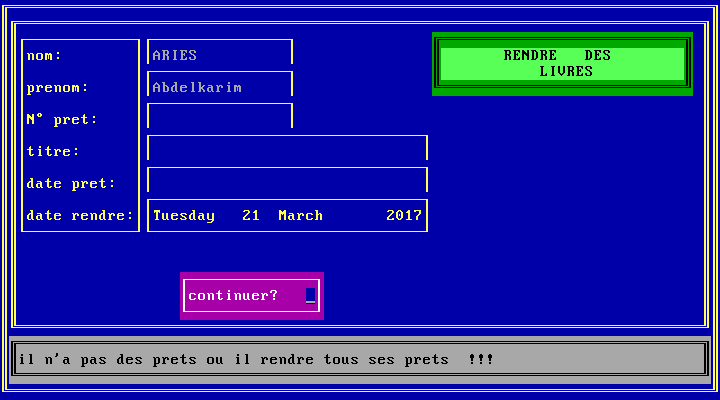 nom: ARIES
RENDRE DES
LIVRES
prenom: Abdelkarim
N° pret:
titre:
date pret:
date rendre: Tuesday 21 March 2017
continuer?
il n'a pas des prets ou il rendre tous ses prets !!!